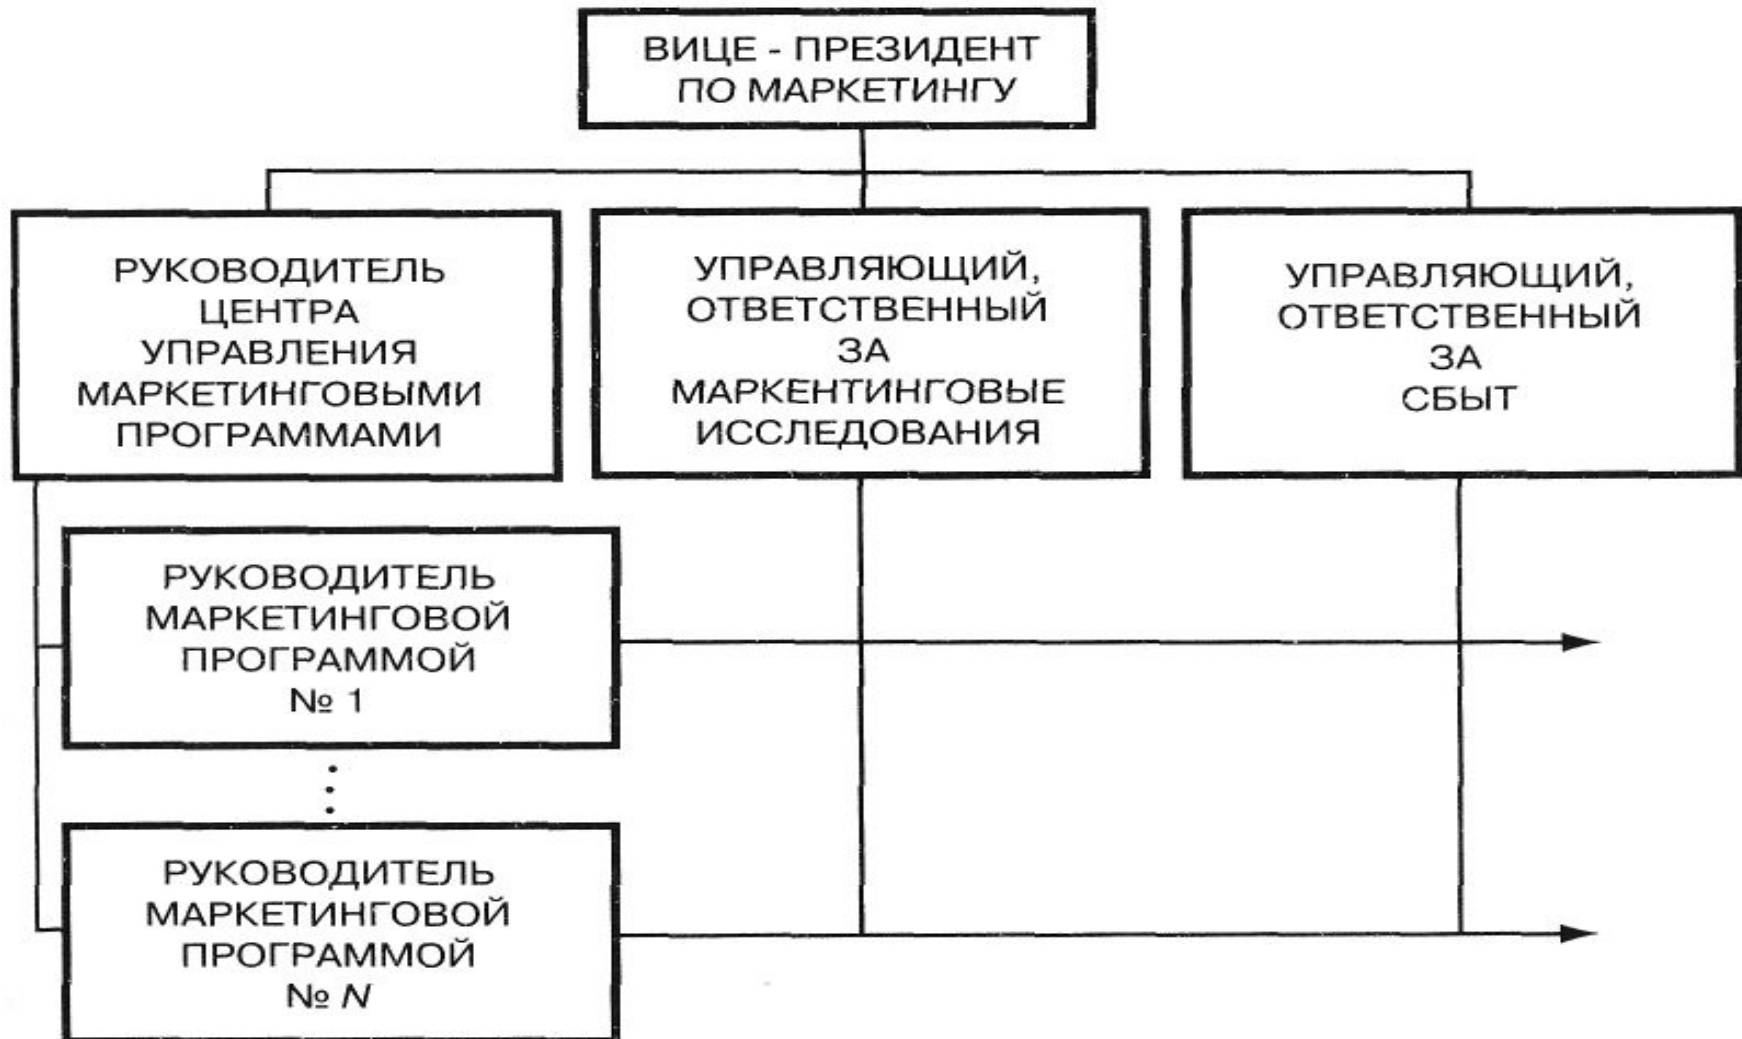 ВИЦЕ - ПРЕЗИДЕНТ
ПО МАРКЕТИНГУ
РУКОВОДИТЕЛЬ
ЦЕНТРА
УПРАВЛЕНИЯ
МАРКЕТИНГОВЫМИ
ПРОГРАММАМИ
УПРАВЛЯЮЩИЙ,
ОТВЕТСТВЕННЫЙ
ЗА
МАРКЕНТИНГОВЫЕ
ИССЛЕДОВАНИЯ
УПРАВЛЯЮЩИЙ,
ОТВЕТСТВЕННЫЙ
ЗА
СБЫТ
РУКОВОДИТЕЛЬ
МАРКЕТИНГОВОЙ
ПРОГРАММОЙ
№ 1
РУКОВОДИТЕЛЬ
МАРКЕТИНГОВОЙ
ПРОГРАММОЙ
№ N